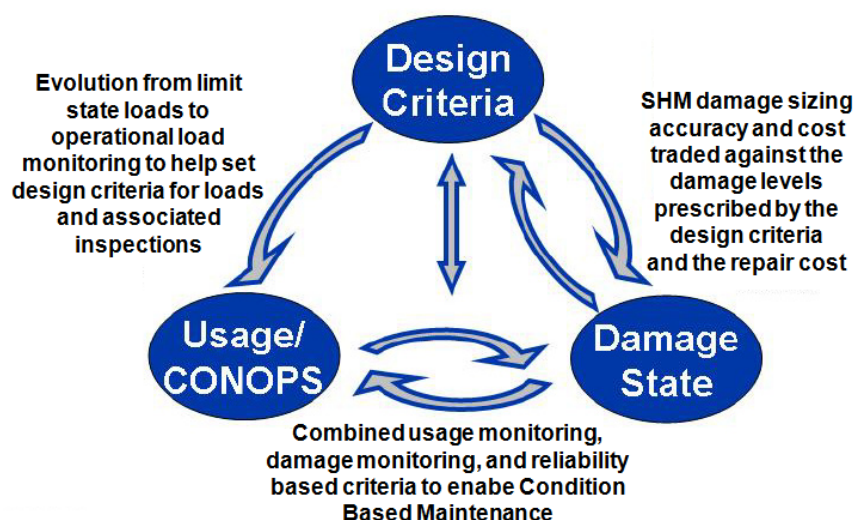 Design
Criteria
Evolution from limit
state loads to
operational load
monitoring to help set
design criteria for loads
and associated
inspections
SHM damage sizing
accuracy and cost
traded against the
damage levels
prescribed by the
design criteria
and the repair cost
Usage/
CONOPS
Damage
State
Combined usage monitoring,
damage monitoring, and reliability
based criteria to enabe Condition
Based Maintenance